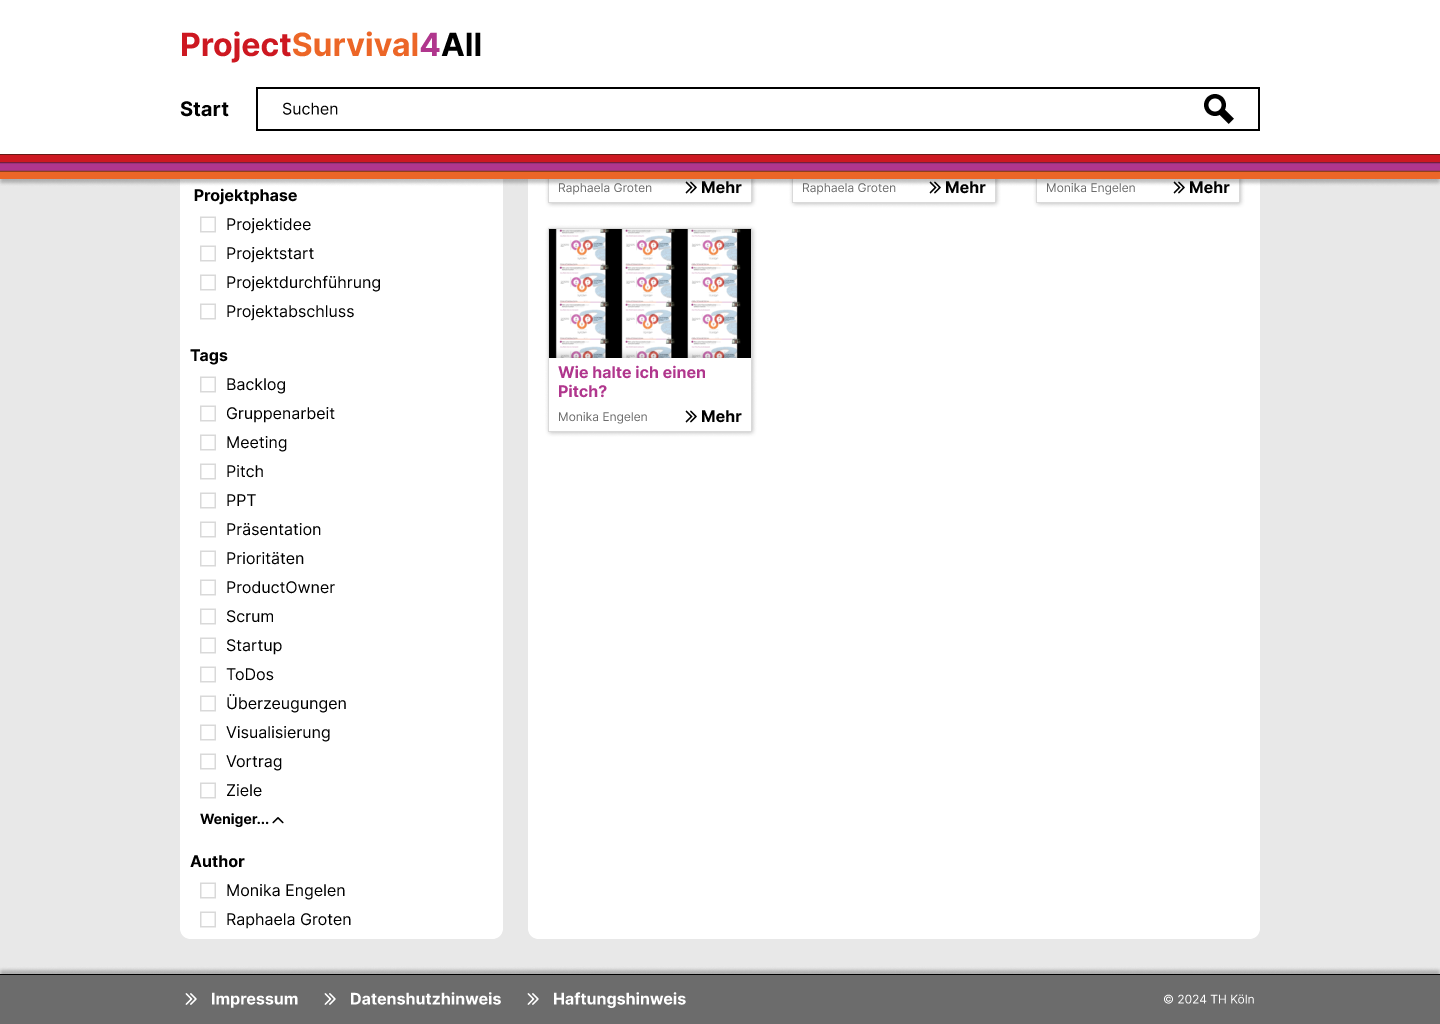 ProjectSurvival4All
Start
Suchen
Projektphase
Projektidee
Projektstart
Projektdurchführung
Projektabschluss
Tags
Backlog
Gruppenarbeit
Meeting
Pitch
PPT
Präsentation
Prioritäten
ProductOwner
Scrum
Startup
ToDos
Überzeugungen
Visualisierung
Vortrag
Ziele
Weniger...
Author
Monika Engelen
Raphaela Groten
Raphaela Groten Mehr
Raphaela Groten Mehr
Monika Engelen Mehr
Wie halte ich einen
Pitch?
Monika Engelen Mehr
Impressum Datenshutzhinweis Haftungshinweis © 2024 TH Köln